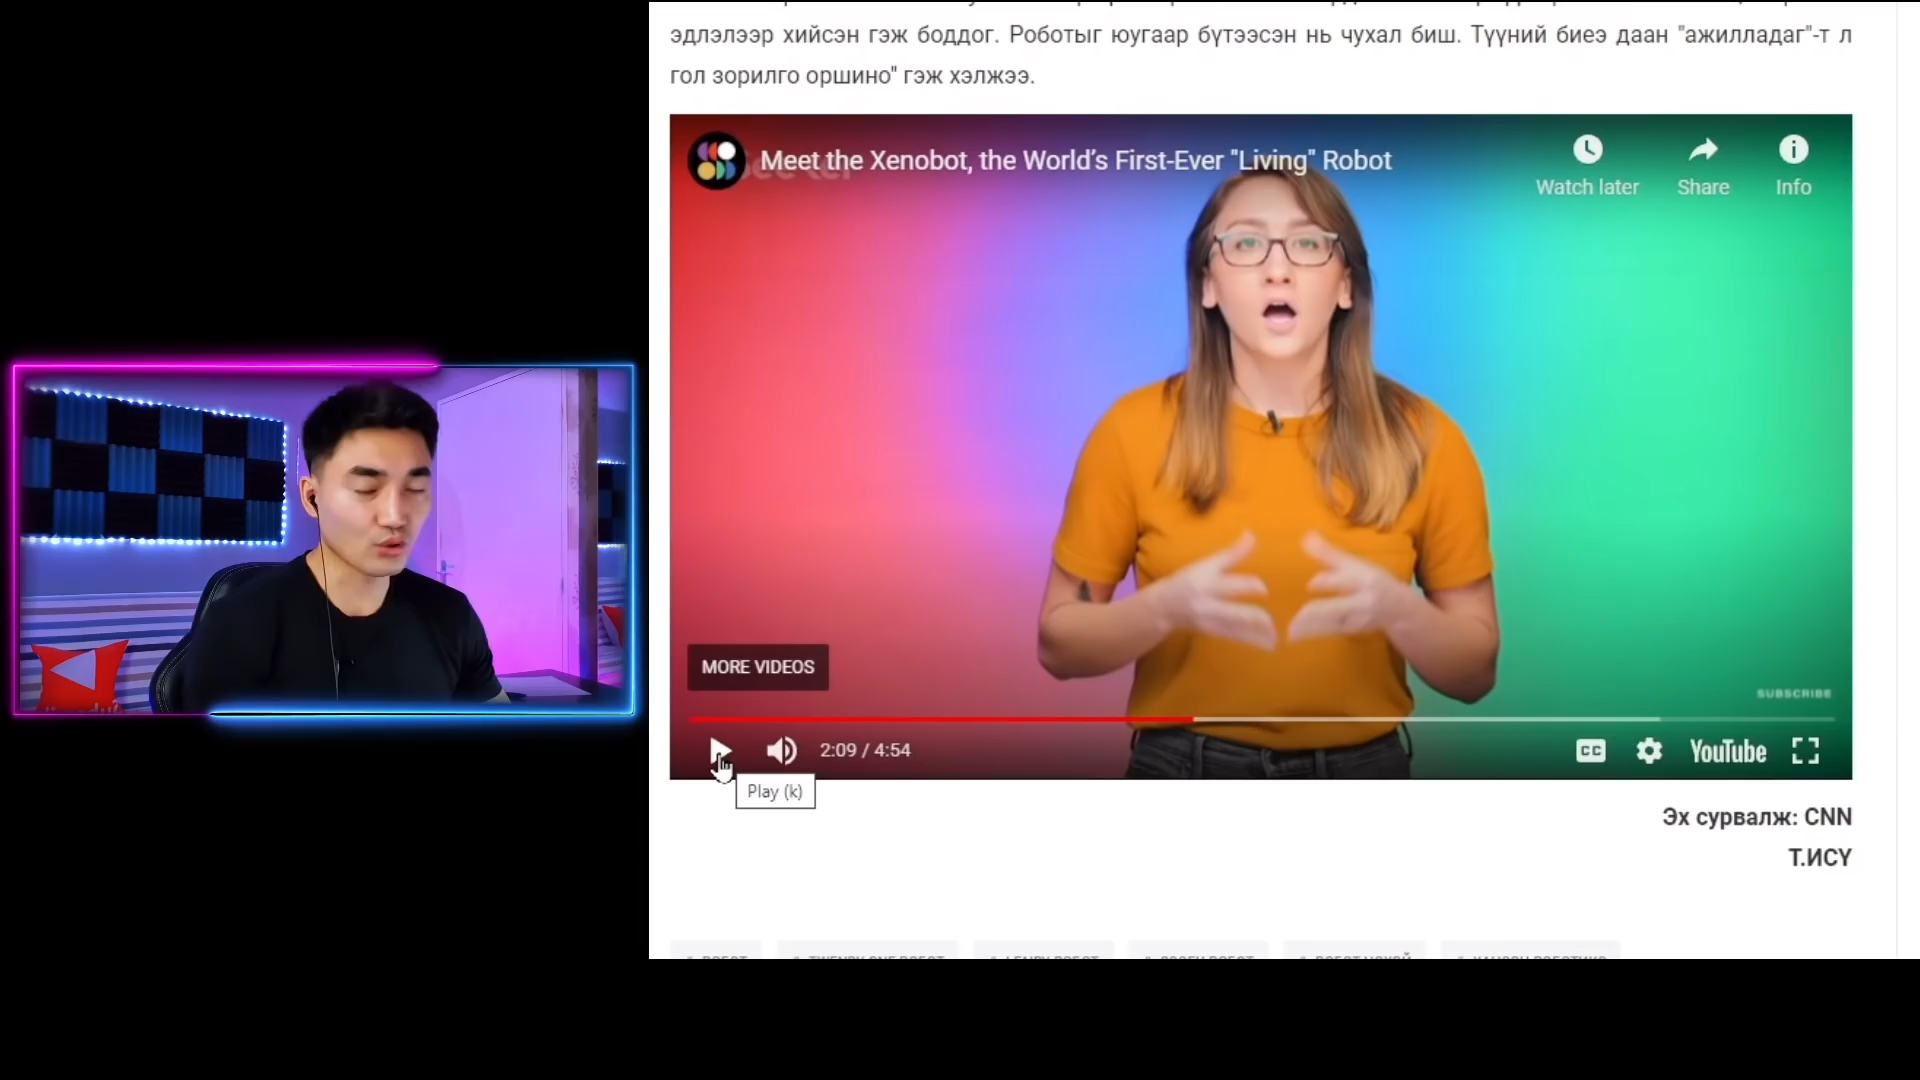 эдлэлээр хийсэн гэж боддог. Роботыг юугаар бүтээсэн нь чухал биш. Түүний биеэ даан "ажилладаг"-т л
гол зорилго оршино" гэж хэлжээ.
Meet the Xenobot, the World's First-Ever "Living" Robot
Watch later
Share
Info
MORE VIDEOS
SUBSCRIBE
2:09 / 4:54
CC
YouTube
Play (k)
Эх сурвалж: CNN
Т.ИСҮ